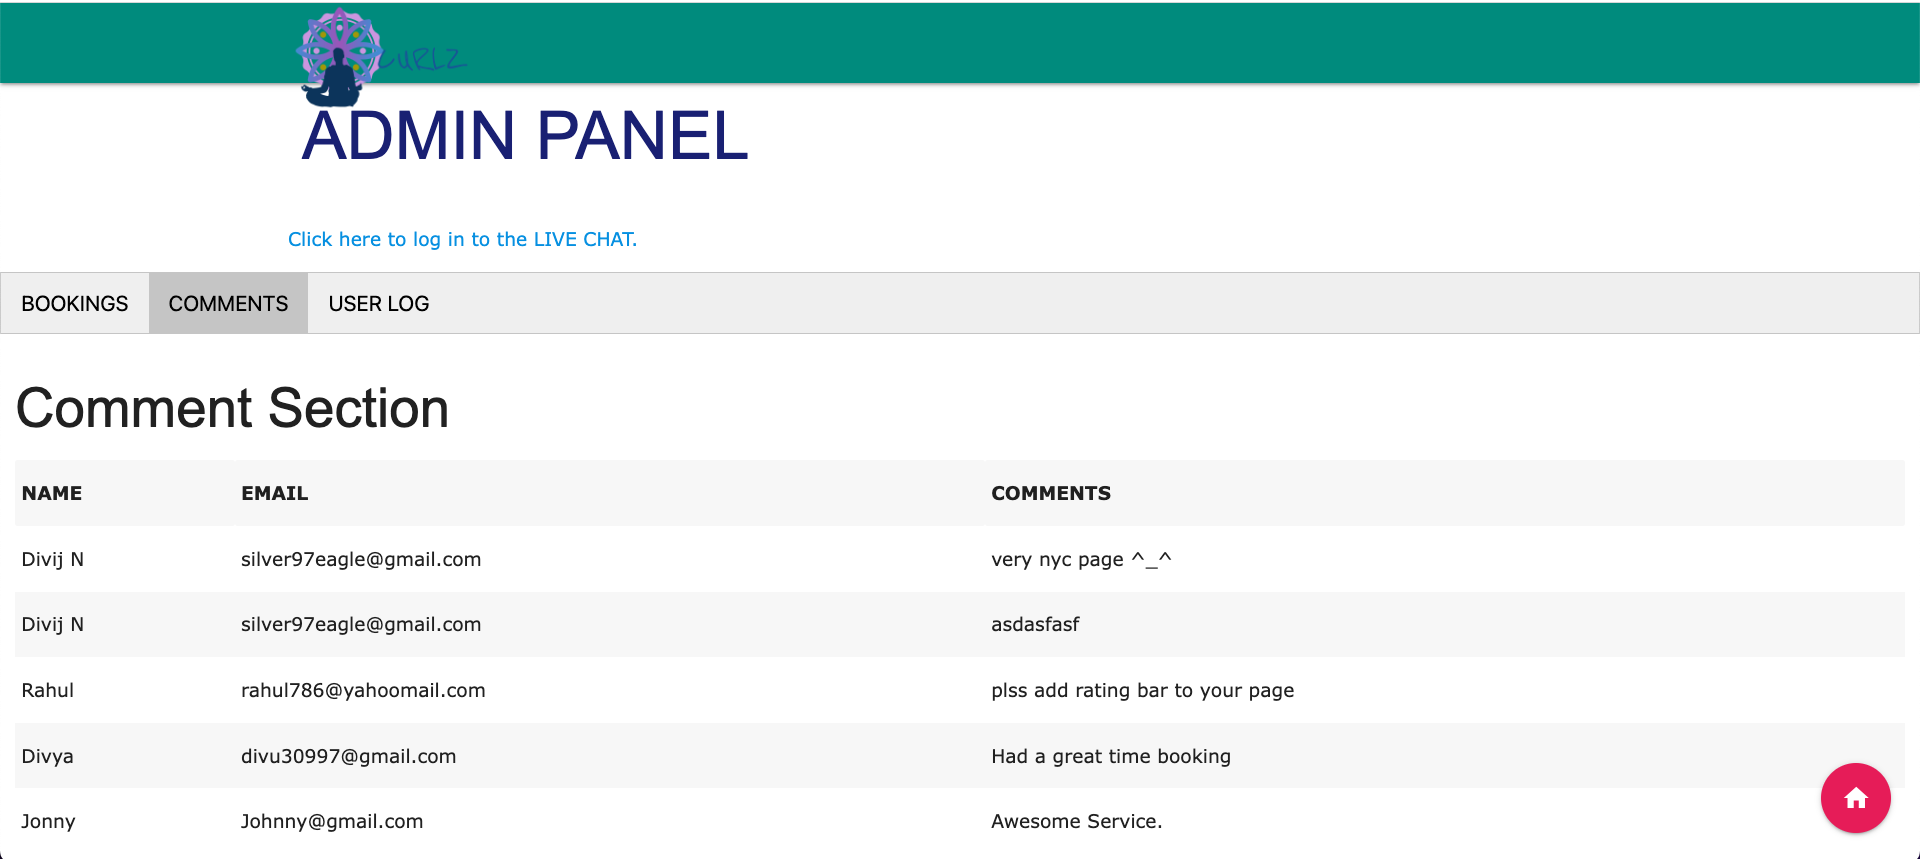 CURLZ
ADMIN PANEL
Click here to log in to the LIVE CHAT.
BOOKINGS COMMENTS USER LOG
Comment Section
NAME EMAIL COMMENTS
Divij N silver97eagle@gmail.com very nyc page ^_^
Divij N silver97eagle@gmail.com asdasfasf
Rahul rahul786@yahoomail.com plss add rating bar to your page
Divya divu30997@gmail.com Had a great time booking
Jonny Johnny@gmail.com Awesome Service.